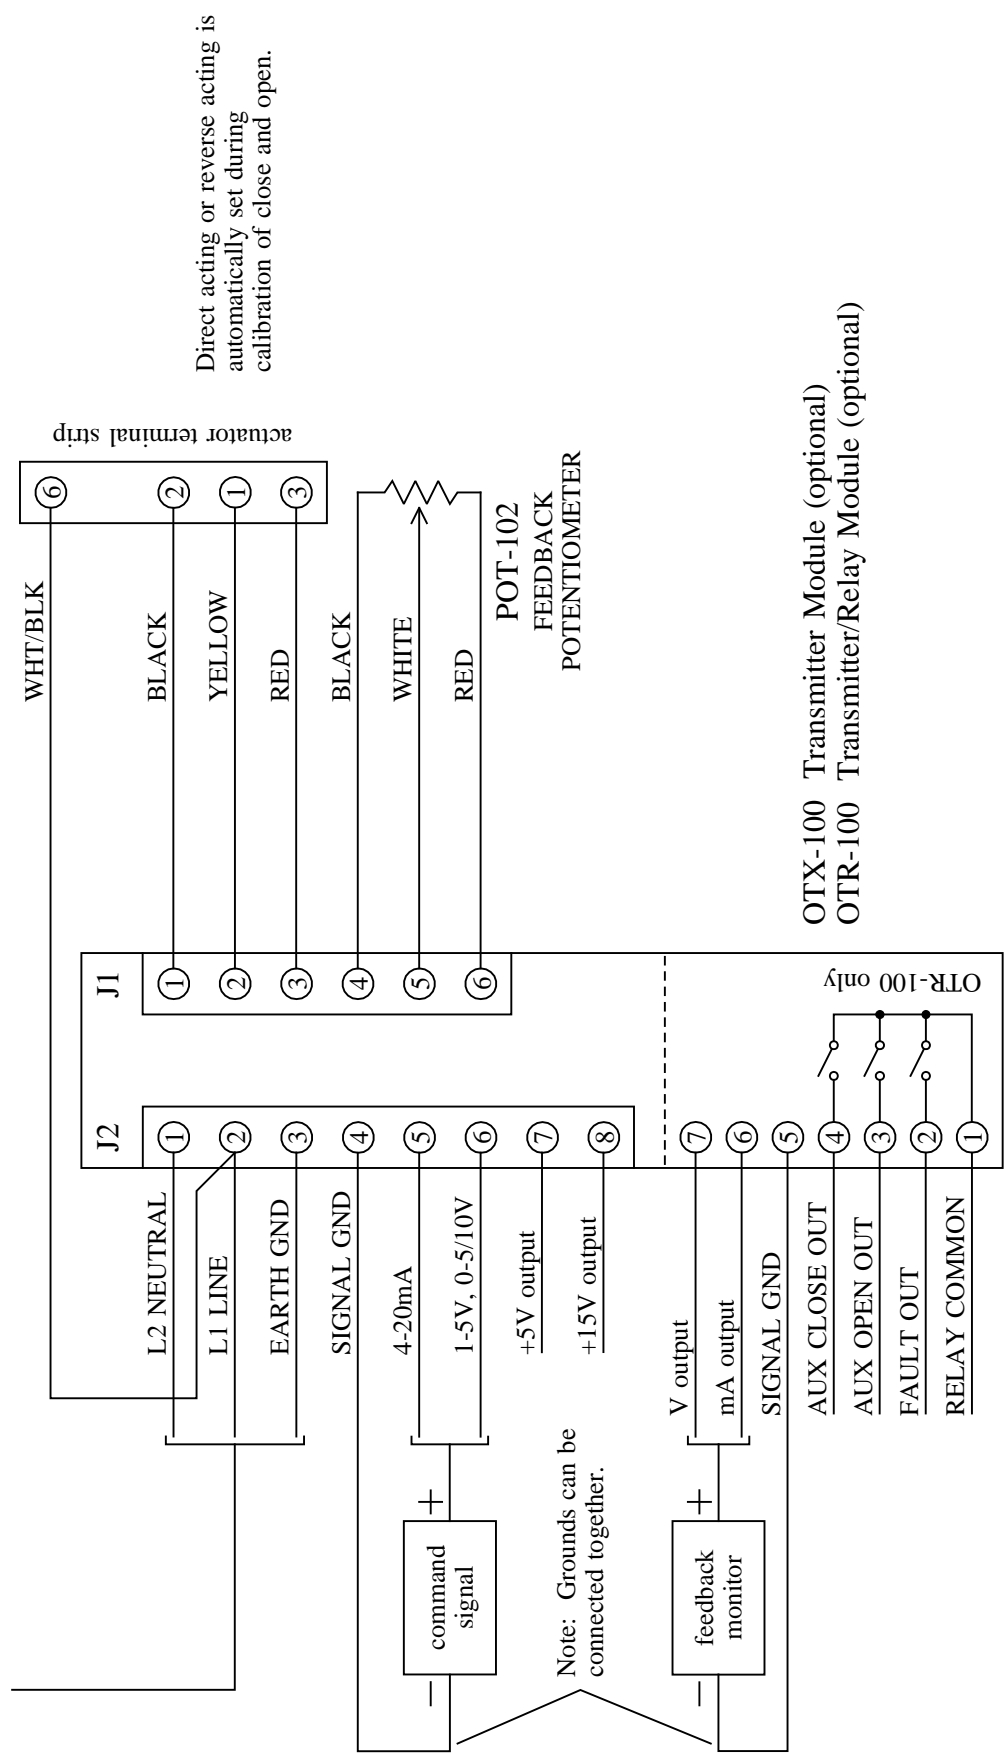 Direct acting or reverse acting is
automatically set during
calibration of close and open.
actuator terminal strip
6
2
1
3
WHT/BLK
BLACK
YELLOW
RED
BLACK
WHITE
RED
POT-102
FEEDBACK
POTENTIOMETER
OTX-100 Transmitter Module (optional)
OTR-100 Transmitter/Relay Module (optional)
J1
1
2
3
4
5
6
OTR-100 only
J2
1
2
3
4
5
6
7
8
7
6
5
4
3
2
1
L2 NEUTRAL
L1 LINE
EARTH GND
SIGNAL GND
4-20mA
1-5V, 0-5/10V
+5V output
+15V output
V output
mA output
SIGNAL GND
AUX CLOSE OUT
AUX OPEN OUT
FAULT OUT
RELAY COMMON
+
command
signal
−
Note: Grounds can be
connected together.
+
feedback
monitor
−